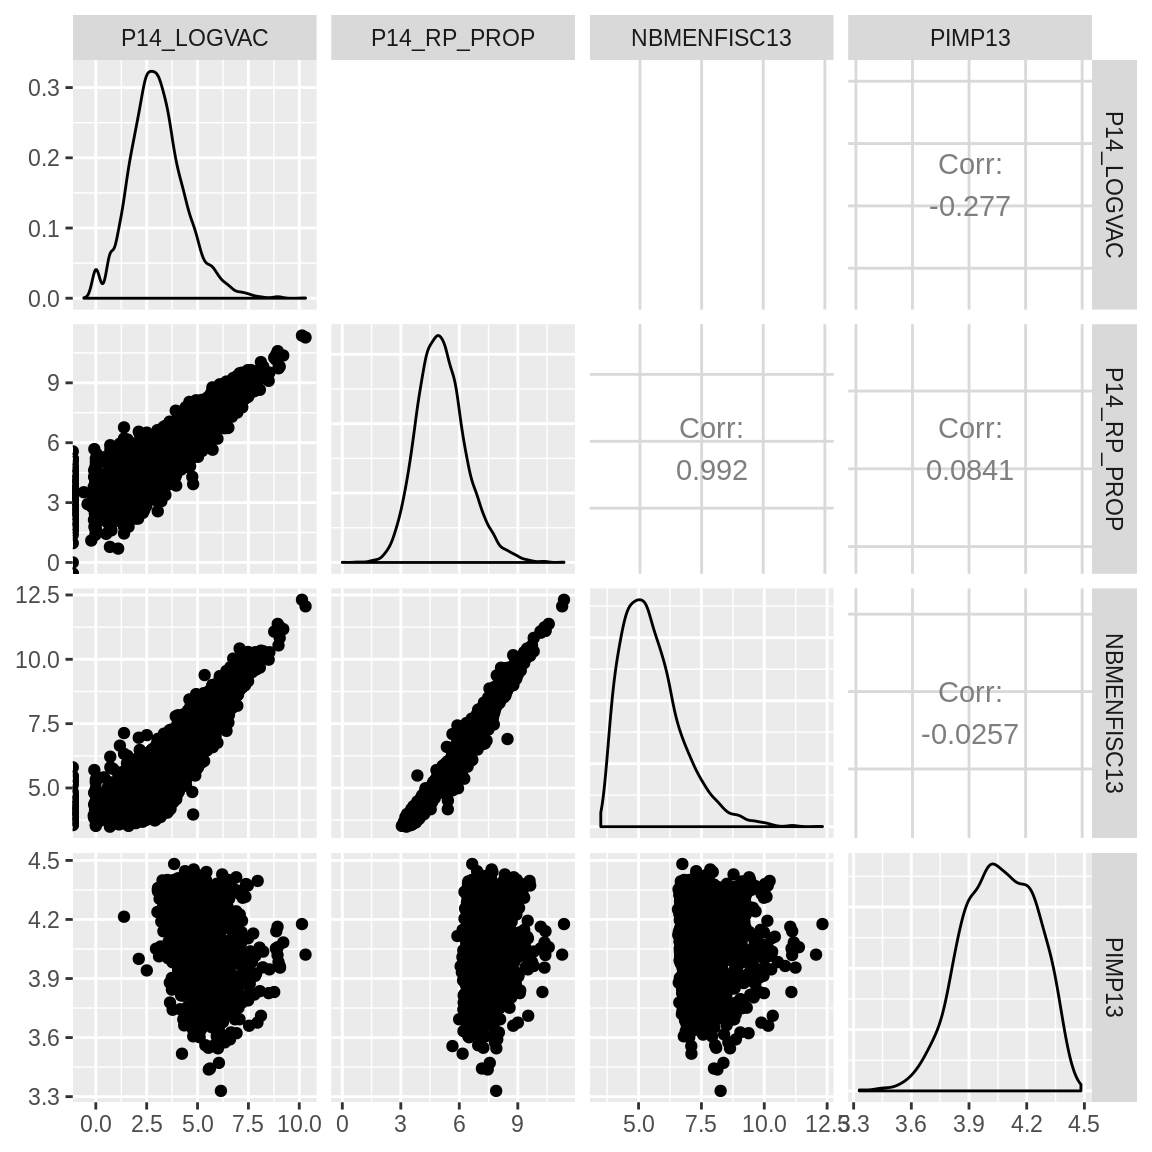 P14_LOGVAC P14_RP_PROP NBMENFISC13 PIMP13
0.3
0.2
0.1
0.0
Corr:
-0.277
P14_LOGVAC
9
6
3
0
Corr:
0.992
Corr:
0.0841
P14_RP_PROP
12.5
10.0
7.5
5.0
Corr:
-0.0257
NBMENFISC13
4.5
4.2
3.9
3.6
3.3
PIMP13
0.0 2.5 5.0 7.5 10.0 0 3 6 9 5.0 7.5 10.0 12.5 3.3 3.6 3.9 4.2 4.5